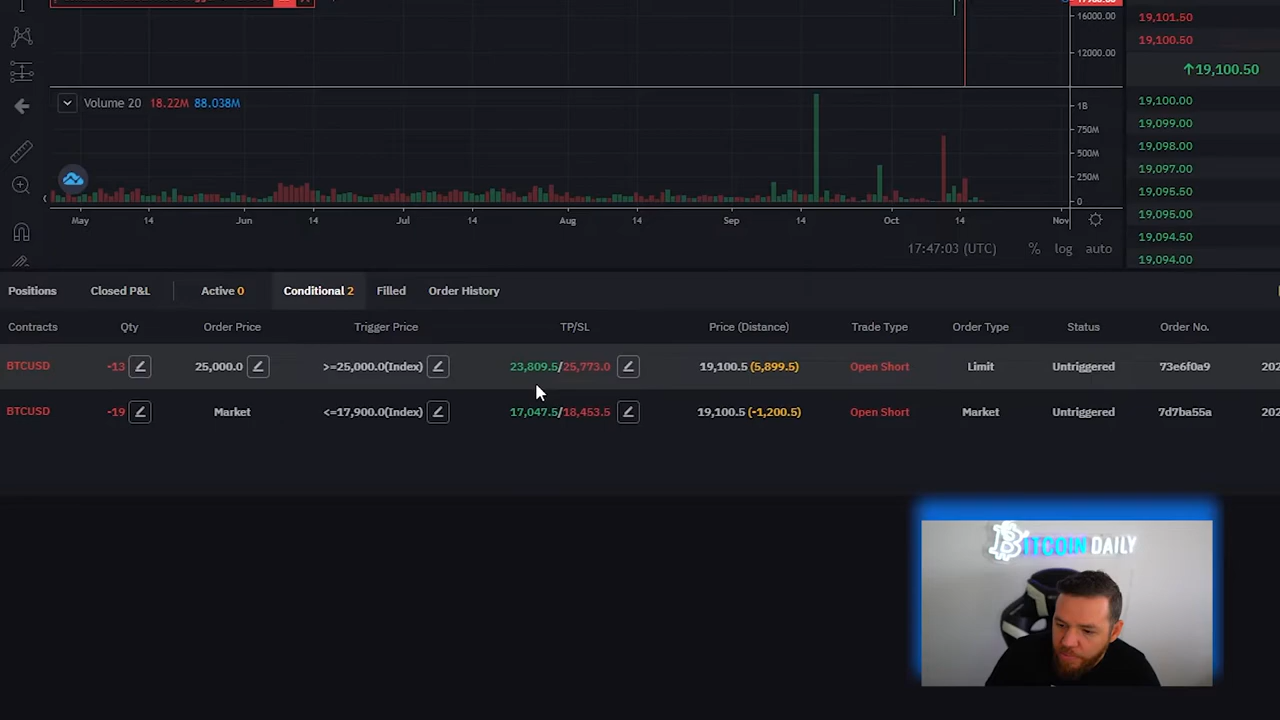 16000.00
19,101.50
12000.00
19,100.50
↑19,100.50
Volume 20 18.22M 88.038M
1B
19,100.00
750M
19,099.00
500M
19,098.00
250M
19,097.00
0
19,095.50
May 14 Jun 14 Jul 14 Aug 14 Sep 14 Oct 14 Nov
19,095.00
19,094.50
17:47:03 (UTC) % log auto
19,094.00
Positions Closed P&L Active 0 Conditional 2 Filled Order History
Contracts Qty Order Price Trigger Price TP/SL Price (Distance) Trade Type Order Type Status Order No.
BTCUSD -13 25,000.0 >=25,000.0(Index) 23,809.5/25,773.0 19,100.5 (5,899.5) Open Short Limit Untriggered 73e6f0a9 202
BTCUSD -19 Market <=17,900.0(Index) 17,047.5/18,453.5 19,100.5 (-1,200.5) Open Short Market Untriggered 7d7ba55a 202
BITCOIN DAILY